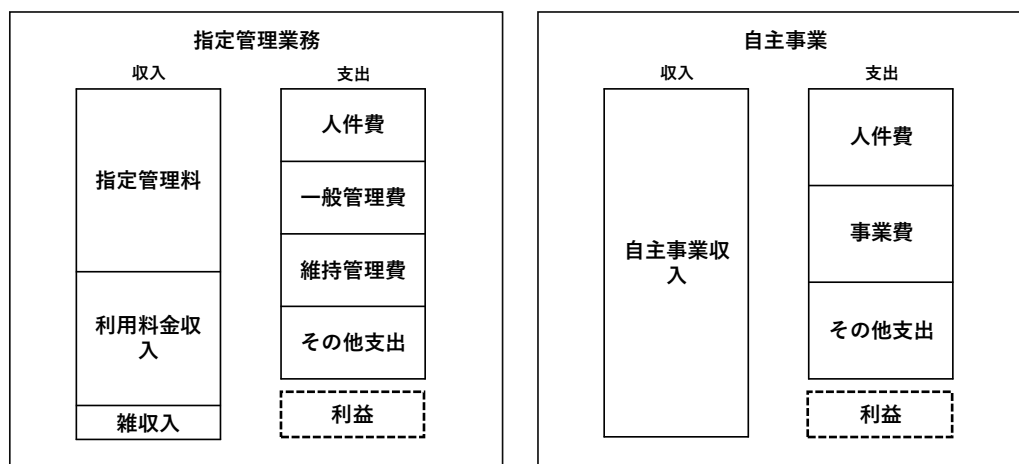 指定管理業務
収入
支出
指定管理料
利用料金収
入
雑収入
人件費
一般管理費
維持管理費
その他支出
利益
自主事業
収入
支出
自主事業収
入
人件費
事業費
その他支出
利益